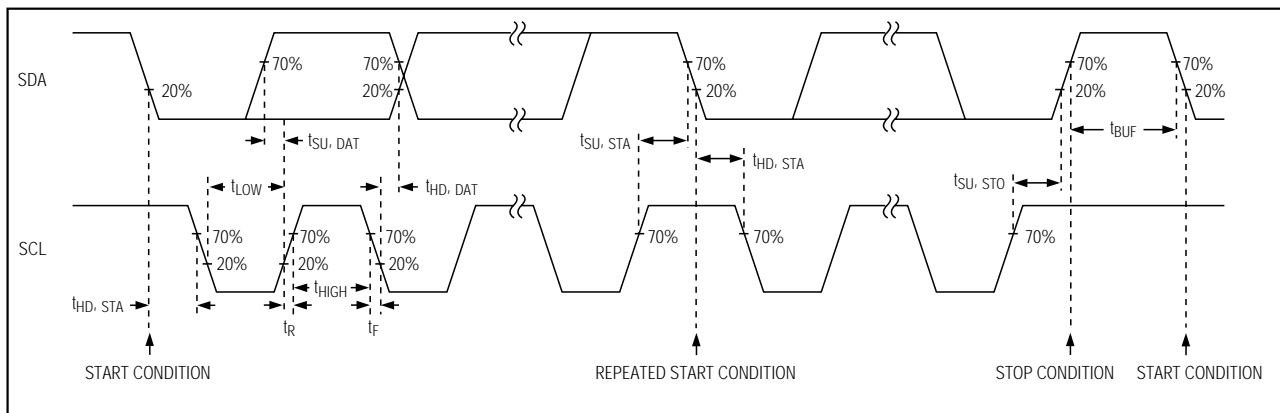 SDA
20%
70%
70%
20%
70%
20%
70%
20%
70%
20%
tSU, DAT
tSU, STA
tHD, STA
tBUF
tLOW
tHD, DAT
tSU, STO
SCL
70%
20%
70%
20%
70%
20%
70%
70%
70%
tHIGH
tHD, STA
tR
tF
START CONDITION
REPEATED START CONDITION
STOP CONDITION
START CONDITION